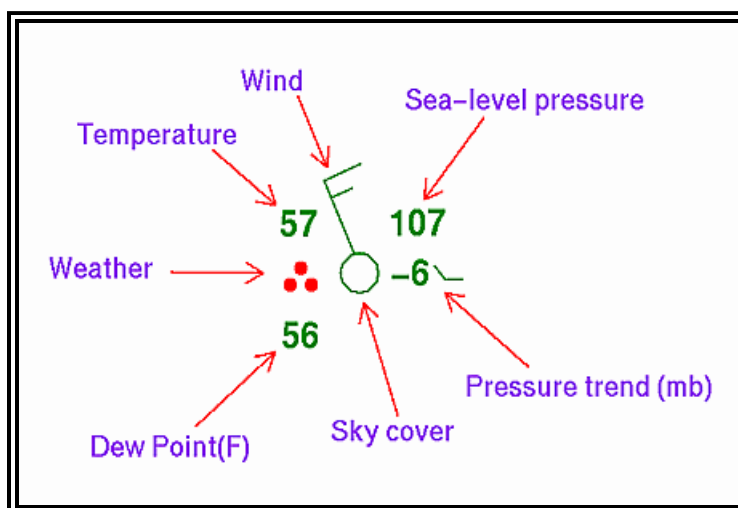 Wind
Sea-level pressure
Temperature
57
107
Weather
-6
56
Pressure trend (mb)
Sky cover
Dew Point(F)